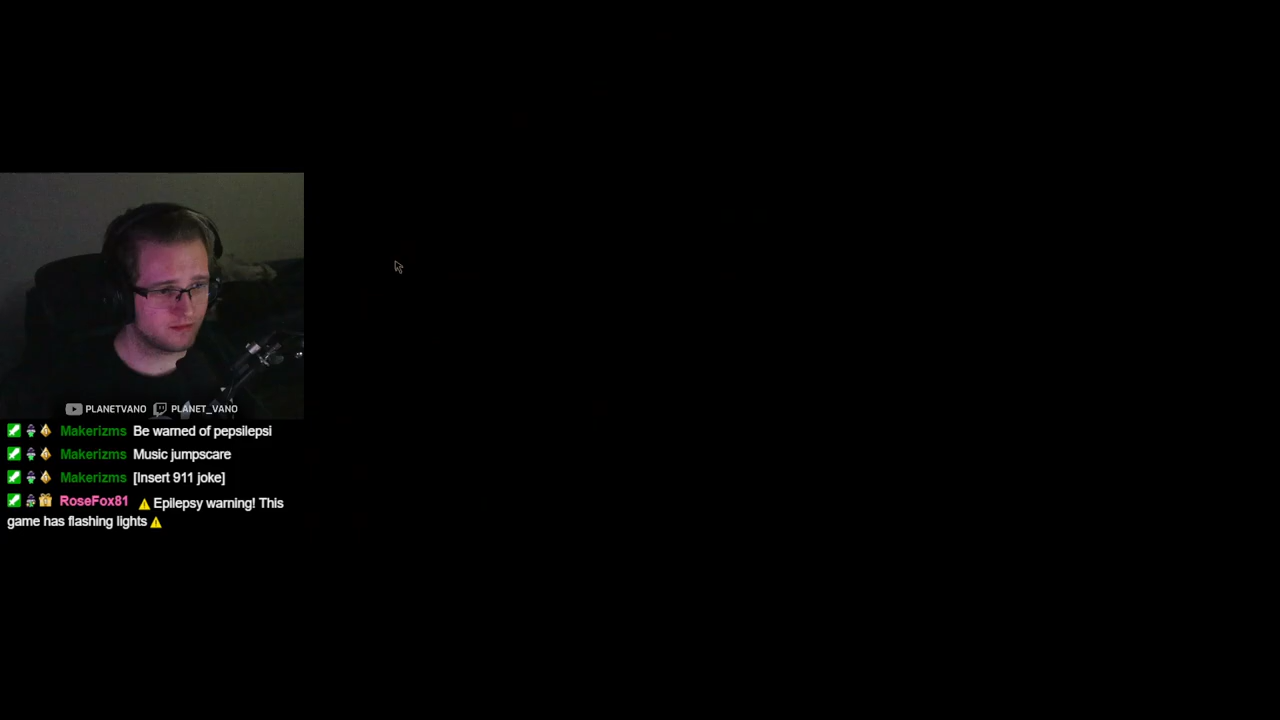 PLANETVANO PLANET_VANO
Makerizms Be warned of pepsilepsi
Makerizms Music jumpscare
Makerizms [Insert 911 joke]
RoseFox81 ⚠Epilepsy warning! This
game has flashing lights⚠